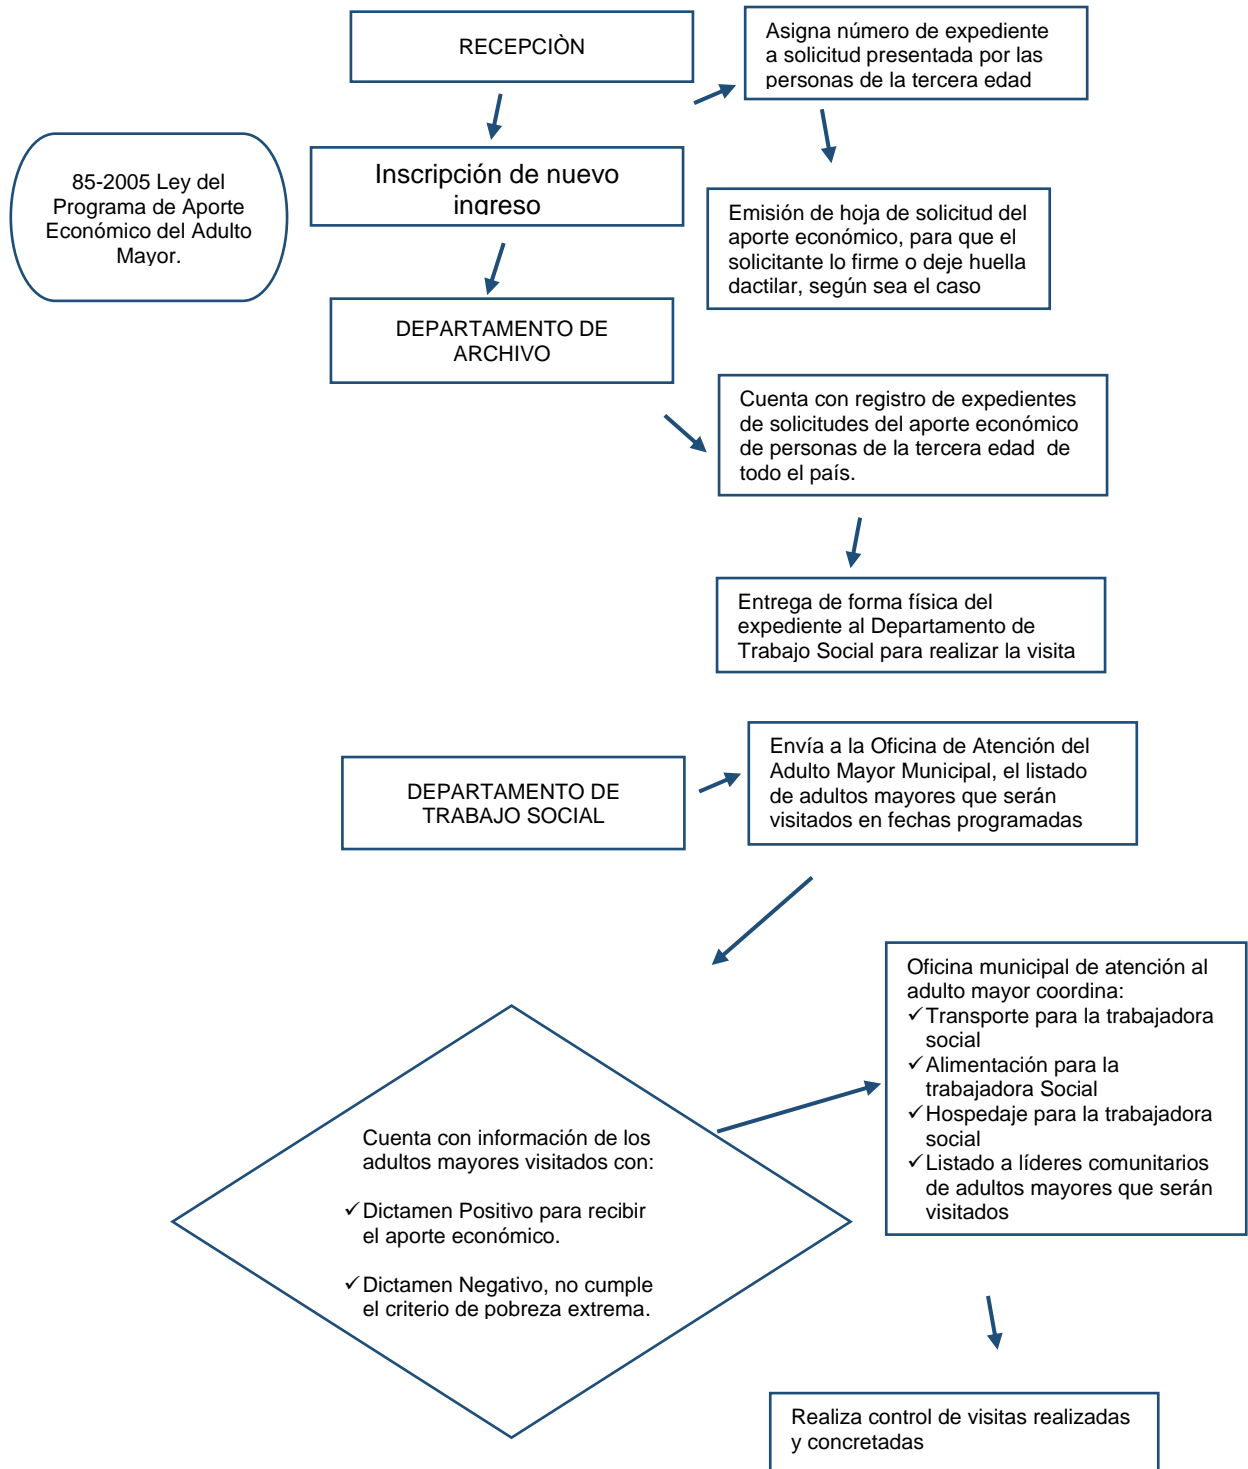 RECEPCIÒN
Asigna número de expediente
a solicitud presentada por las
personas de la tercera edad
85-2005 Ley del
Programa de Aporte
Económico del Adulto
Mayor.
Inscripción de nuevo
ingreso
Emisión de hoja de solicitud del
aporte económico, para que el
solicitante lo firme o deje huella
dactilar, según sea el caso
DEPARTAMENTO DE
ARCHIVO
Cuenta con registro de expedientes
de solicitudes del aporte económico
de personas de la tercera edad de
todo el país.
Entrega de forma física del
expediente al Departamento de
Trabajo Social para realizar la visita
DEPARTAMENTO DE
TRABAJO SOCIAL
Envía a la Oficina de Atención del
Adulto Mayor Municipal, el listado
de adultos mayores que serán
visitados en fechas programadas
Oficina municipal de atención al
adulto mayor coordina:
✓Transporte para la trabajadora
social
✓Alimentación para la
trabajadora Social
✓Hospedaje para la trabajadora
social
✓Listado a líderes comunitarios
de adultos mayores que serán
visitados
Cuenta con información de los
adultos mayores visitados con:
✓Dictamen Positivo para recibir
el aporte económico.
✓Dictamen Negativo, no cumple
el criterio de pobreza extrema.
Realiza control de visitas realizadas
y concretadas